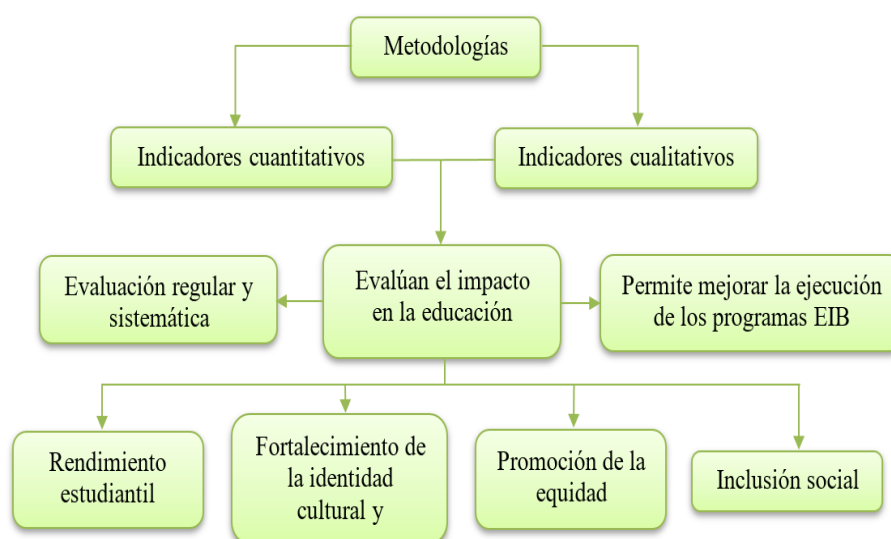 Metodologías
Indicadores cuantitativos
Indicadores cualitativos
Evaluación regular y
sistemática
Evalúan el impacto
en la educación
Permite mejorar la ejecución
de los programas EIB
Rendimiento
estudiantil
Fortalecimiento de
la identidad
cultural y
Promoción de la
equidad
Inclusión social